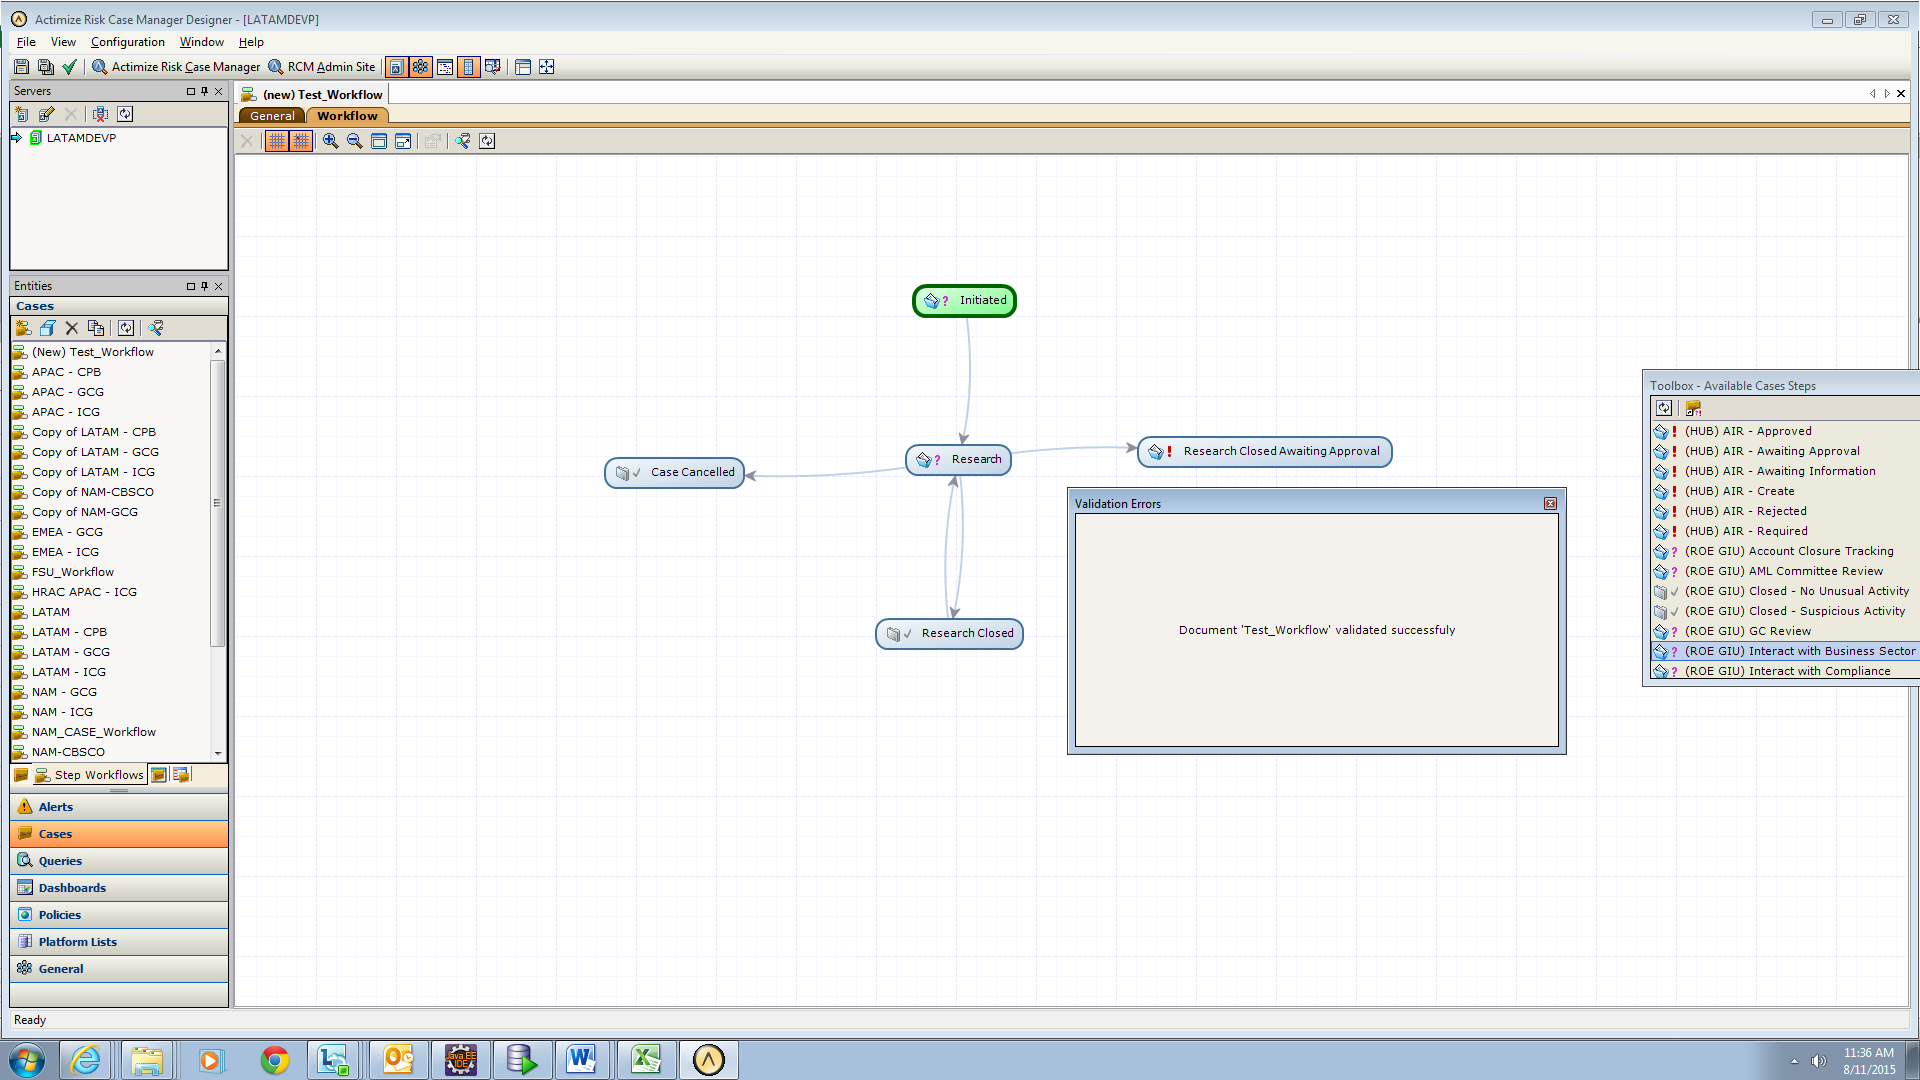 Actimize Risk Case Manager Designer - [LATAMDEVP]
File View Configuration Window Help
Actimize Risk Case Manager RCM Admin Site
Servers
LATAMDEVP
Entities
Cases
(New) Test_Workflow
APAC - CPB
APAC - GCG
APAC - ICG
Copy of LATAM - CPB
Copy of LATAM - GCG
Copy of LATAM - ICG
Copy of NAM-CBSCO
Copy of NAM-GCG
EMEA - GCG
EMEA - ICG
FSU_Workflow
HRAC APAC - ICG
LATAM
LATAM - CPB
LATAM - GCG
LATAM - ICG
NAM - GCG
NAM - ICG
NAM_CASE_Workflow
NAM-CBSCO
Step Workflows
Alerts
Cases
Queries
Dashboards
Policies
Platform Lists
General
(new) Test_Workflow
General Workflow
Initiated
Research
Case Cancelled
Research Closed Awaiting Approval
Research Closed
Validation Errors
Document 'Test_Workflow' validated successfuly
Toolbox - Available Cases Steps
(HUB) AIR - Approved
(HUB) AIR - Awaiting Approval
(HUB) AIR - Awaiting Information
(HUB) AIR - Create
(HUB) AIR - Rejected
(HUB) AIR - Required
(ROE GIU) Account Closure Tracking
(ROE GIU) AML Committee Review
(ROE GIU) Closed - No Unusual Activity
(ROE GIU) Closed - Suspicious Activity
(ROE GIU) GC Review
(ROE GIU) Interact with Business Sector
(ROE GIU) Interact with Compliance
Ready
Java EE
IDE
11:36 AM
8/11/2015